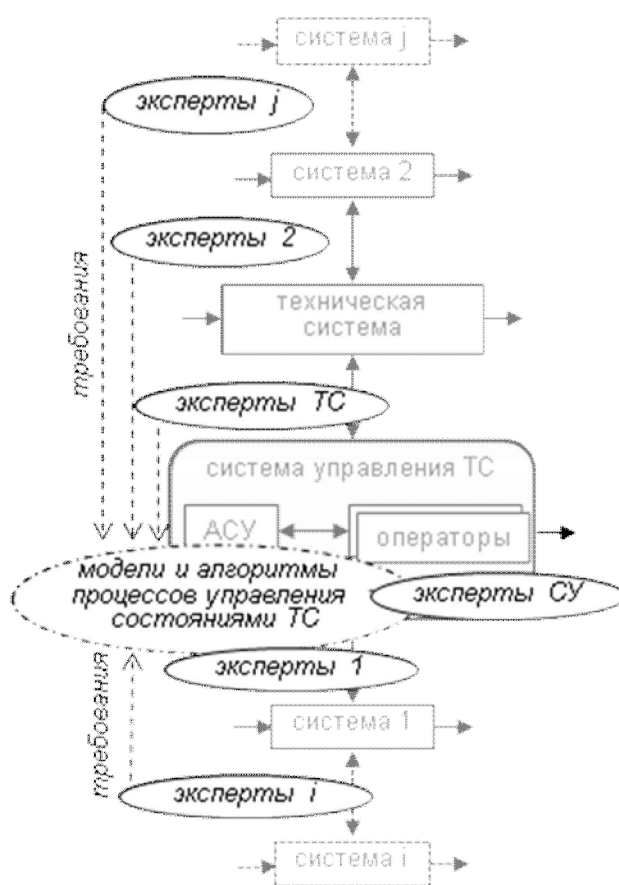 система j
эксперты j
система 2
эксперты 2
требования
техническая
система
эксперты ТС
система управления ТС
АСУ
операторы
модели и алгоритмы
процессов управления
состояниями ТС
эксперты СУ
эксперты 1
требования
система 1
эксперты i
система i